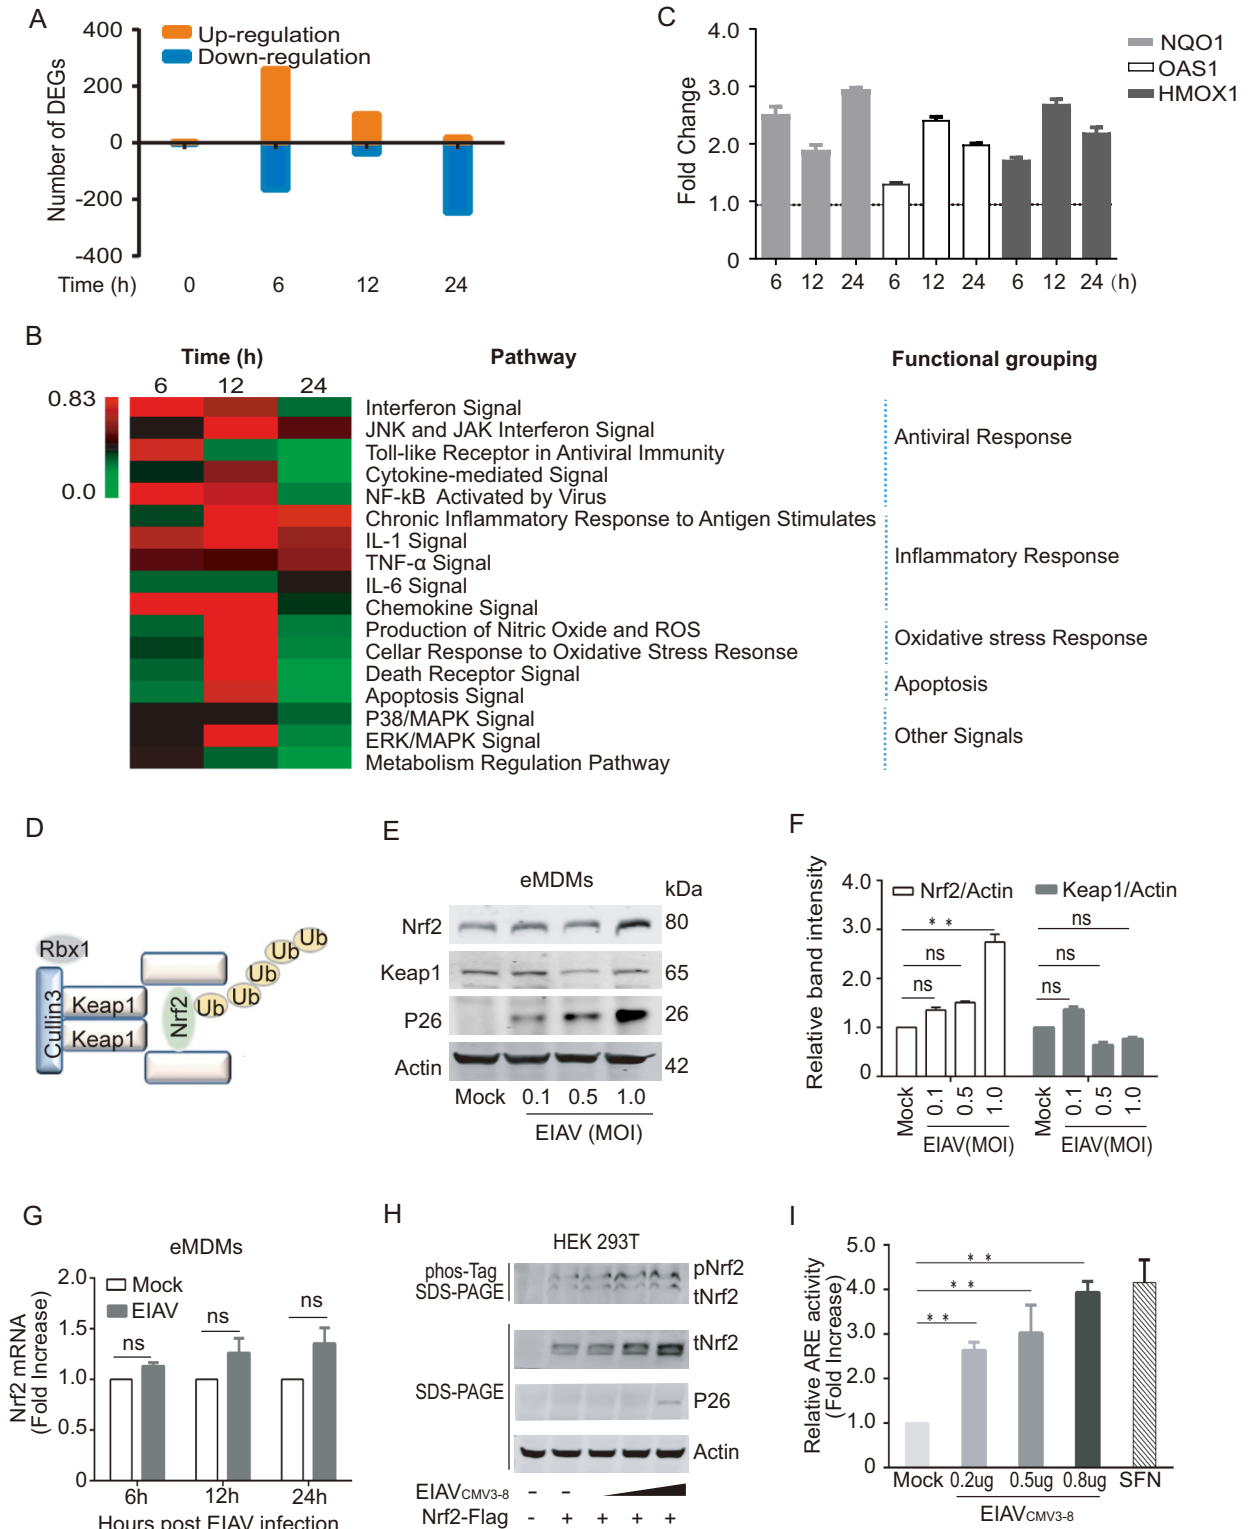 A
400
200
0
-200
-400
Number of DEGs
Up-regulation
Down-regulation
Time (h) 0 6 12 24
C
4.0
3.0
2.0
1.0
0
Fold Change
NQO1
OAS1
HMOX1
6 12 24 6 12 24 6 12 24 (h)
B
Time (h) Pathway Functional grouping
6 12 24
0.83
0.0
Interferon Signal
JNK and JAK Interferon Signal
Toll-like Receptor in Antiviral Immunity
Cytokine-mediated Signal
NF-kB Activated by Virus
Chronic Inflammatory Response to Antigen Stimulates
IL-1 Signal
TNF-α Signal
IL-6 Signal
Chemokine Signal
Production of Nitric Oxide and ROS
Cellar Response to Oxidative Stress Resonse
Death Receptor Signal
Apoptosis Signal
P38/MAPK Signal
ERK/MAPK Signal
Metabolism Regulation Pathway
Antiviral Response
Inflammatory Response
Oxidative stress Response
Apoptosis
Other Signals
D
Rbx1
Cullin3
Keap1
Keap1
Nrf2
Ub
Ub
Ub
Ub
Ub
E
eMDMs
kDa
Nrf2 80
Keap1 65
P26 26
Actin 42
Mock 0.1 0.5 1.0
EIAV (MOI)
F
4.0
3.0
2.0
1.0
0
Relative band intensity
Nrf2/Actin
Keap1/Actin
* *
ns
ns
ns
ns
ns
Mock 0.1 0.5 1.0 Mock 0.1 0.5 1.0
EIAV(MOI) EIAV(MOI)
G
eMDMs
2.0
1.5
1.0
0.5
0
Nrf2 mRNA
(Fold Increase)
Mock
EIAV
ns
ns
ns
6h 12h 24h
Hours post EIAV infection
H
HEK 293T
phos-Tag
SDS-PAGE
pNrf2
tNrf2
tNrf2
SDS-PAGE
P26
Actin
EIAVCMV3-8 - -
Nrf2-Flag - + + + +
I
5.0
4.0
3.0
2.0
1.0
0
Relative ARE activity
(Fold Increase)
* *
* *
* *
Mock 0.2ug 0.5ug 0.8ug SFN
EIAVCMV3-8